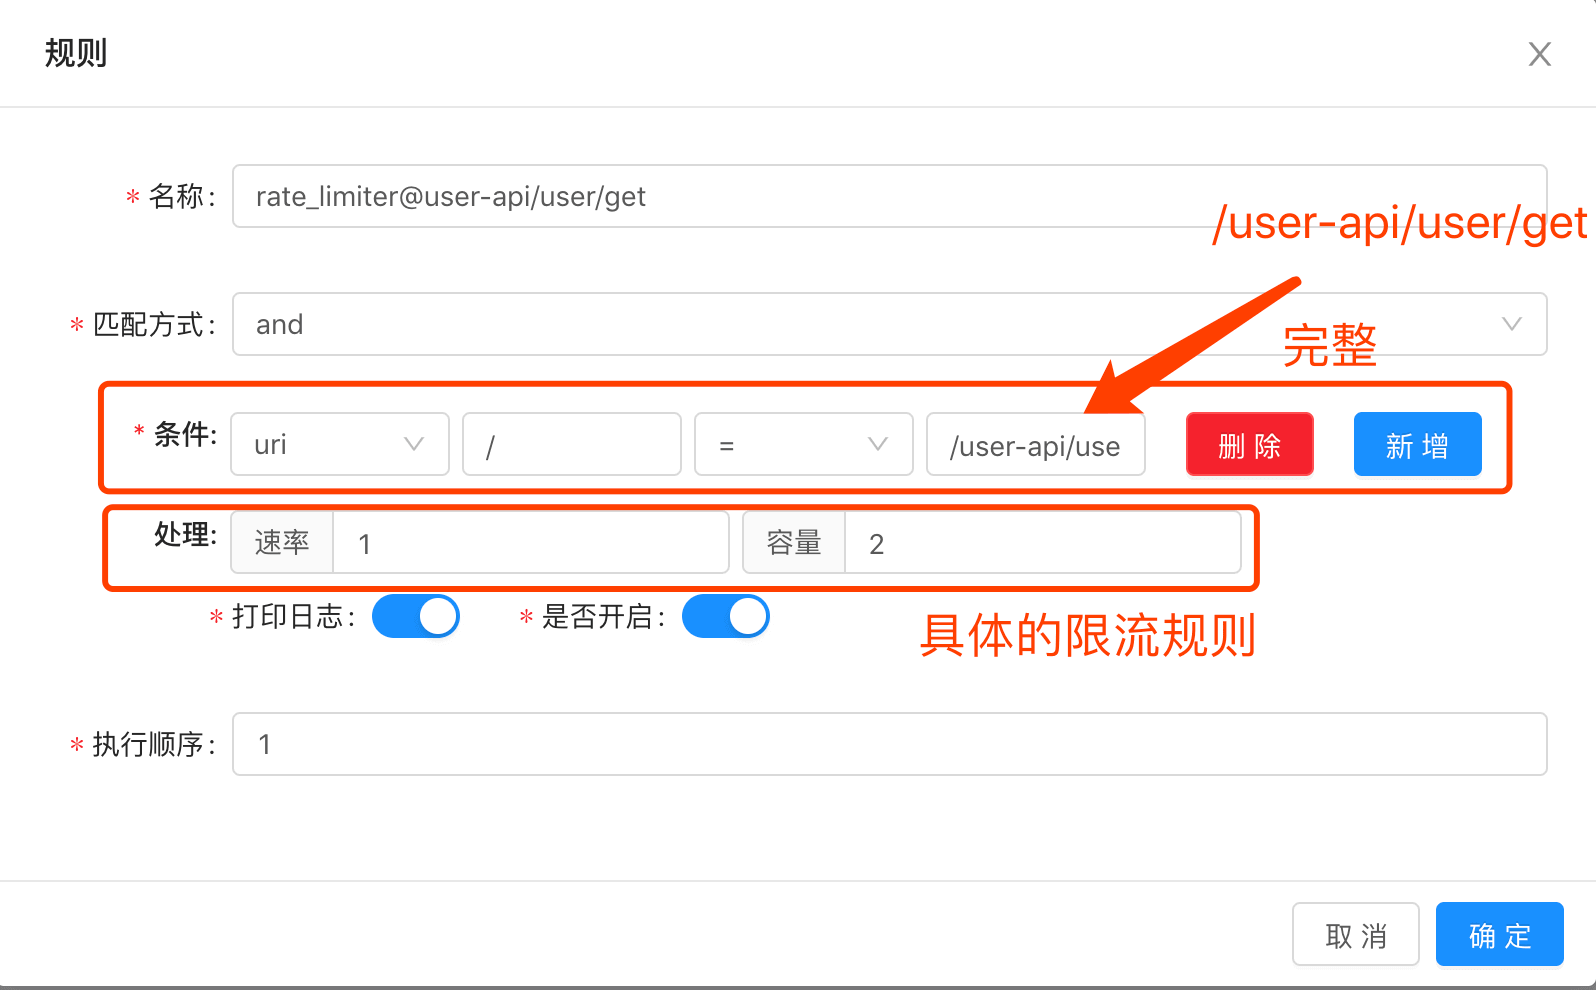 规则
* 名称: rate_limiter@user-api/user/get
/user-api/user/get
* 匹配方式: and
完整
* 条件: uri / = /user-api/use 删 除 新 增
处理: 速率 1 容量 2
* 打印日志: * 是否开启:
具体的限流规则
* 执行顺序: 1
取 消 确 定